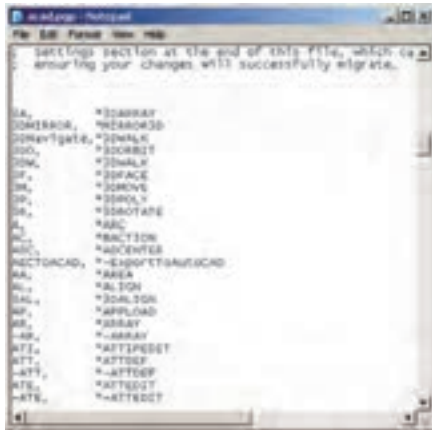 acad.pgp - Notepad
File Edit Format View Help
; settings section at the end of this file, which ca
; ensuring your changes will successfully migrate.
3A, *3DARRAY
3DMIRROR, *MIRROR3D
3DNavigate,*3DWALK
3DO, *3DORBIT
3DW, *3DWALK
3F, *3DFACE
3M, *3DMOVE
3P, *3DPOLY
3R, *3DROTATE
A, *ARC
AC, *BACTION
ADC, *ADCENTER
AECTOACAD, *-ExportToAutoCAD
AA, *AREA
AL, *ALIGN
3AL, *3DALIGN
AP, *APPLOAD
AR, *ARRAY
-AR, *-ARRAY
ATI, *ATTIPEDIT
ATT, *ATTDEF
-ATT, *-ATTDEF
ATE, *ATTEDIT
-ATE, *-ATTEDIT